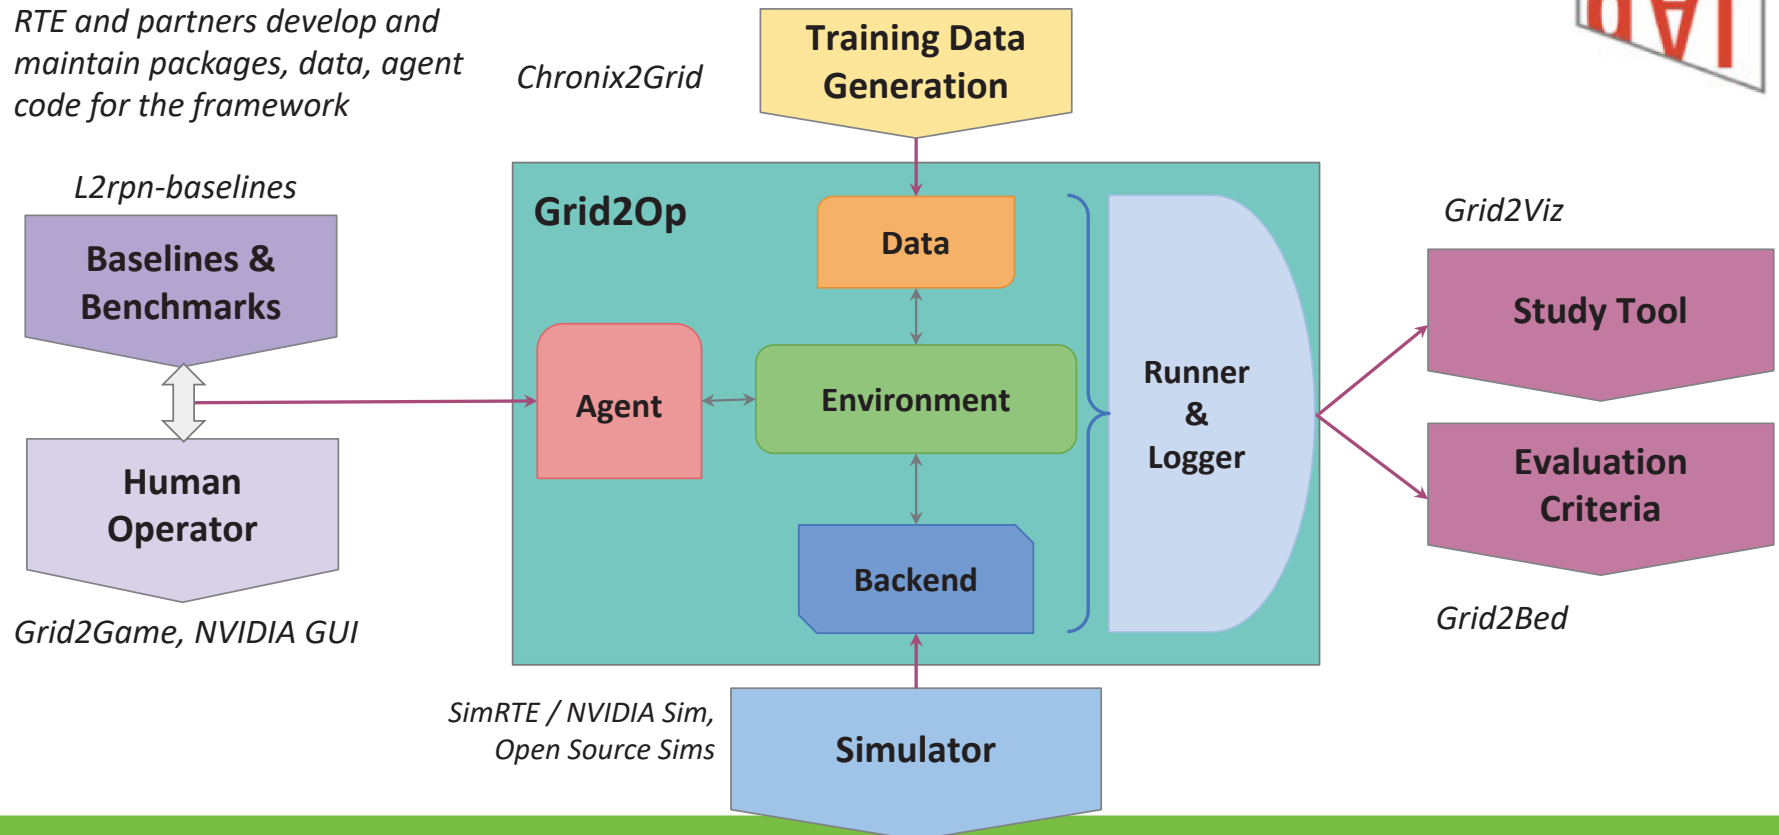 RTE and partners develop and
maintain packages, data, agent
code for the framework
Chronix2Grid
Training Data
Generation
L2rpn-baselines
Baselines &
Benchmarks
Human
Operator
Grid2Game, NVIDIA GUI
Grid2Op
Data
Agent
Environment
Backend
Runner
&
Logger
Grid2Viz
Study Tool
Evaluation
Criteria
Grid2Bed
SimRTE / NVIDIA Sim,
Open Source Sims
Simulator